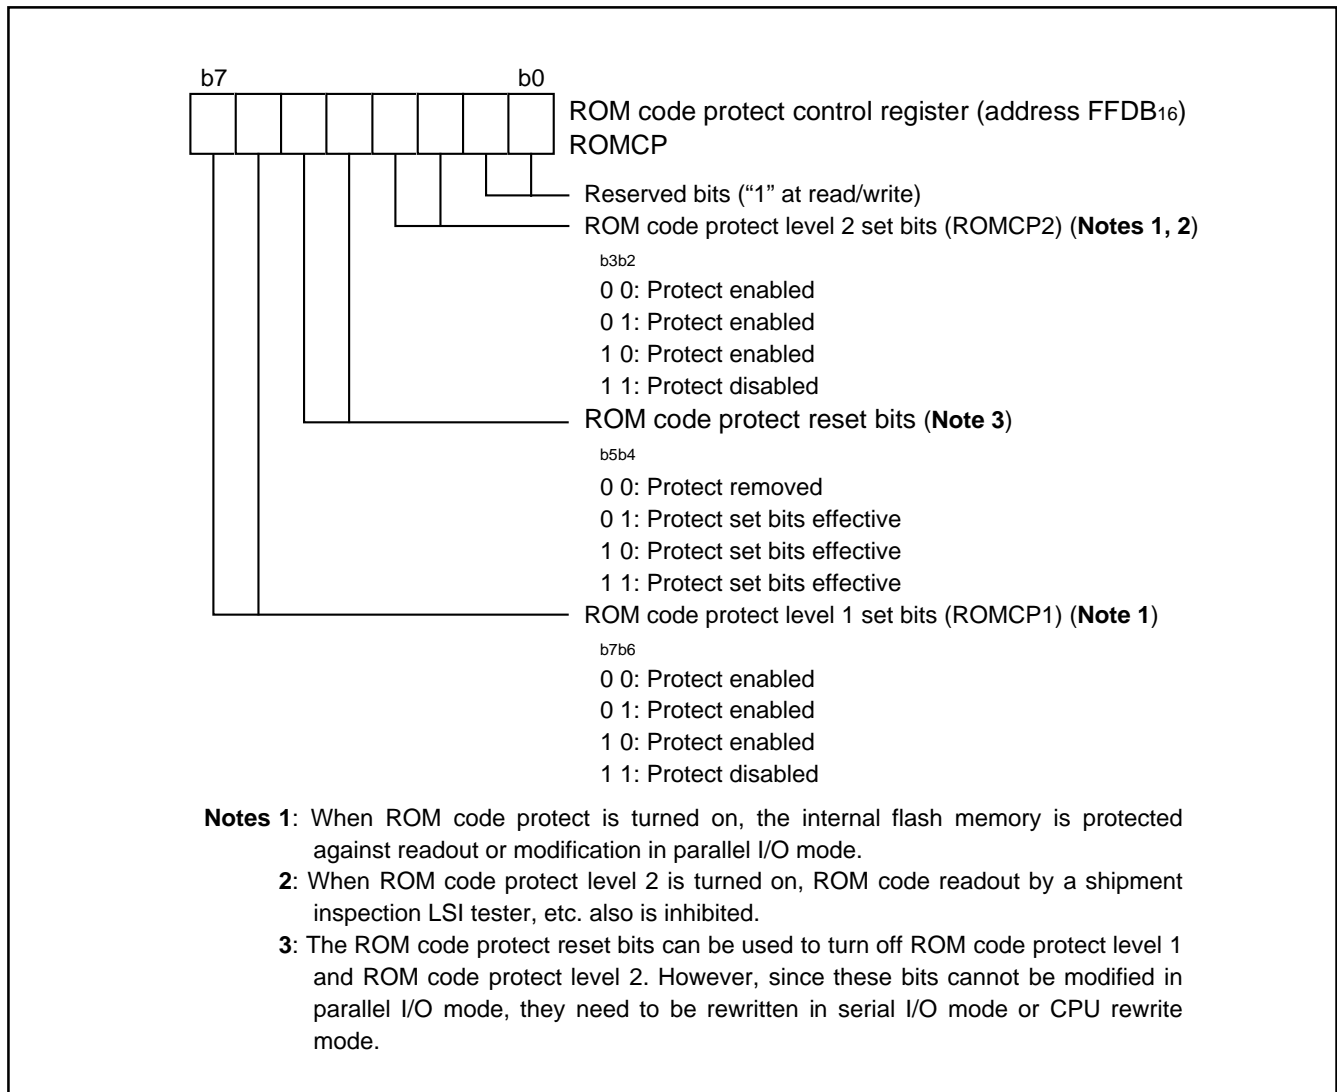 b7 b0
ROM code protect control register (address FFDB16)
ROMCP
Reserved bits (“1” at read/write)
ROM code protect level 2 set bits (ROMCP2) (Notes 1, 2)
b3b2
0 0: Protect enabled
0 1: Protect enabled
1 0: Protect enabled
1 1: Protect disabled
ROM code protect reset bits (Note 3)
b5b4
0 0: Protect removed
0 1: Protect set bits effective
1 0: Protect set bits effective
1 1: Protect set bits effective
ROM code protect level 1 set bits (ROMCP1) (Note 1)
b7b6
0 0: Protect enabled
0 1: Protect enabled
1 0: Protect enabled
1 1: Protect disabled
Notes 1: When ROM code protect is turned on, the internal flash memory is protected
against readout or modification in parallel I/O mode.
2: When ROM code protect level 2 is turned on, ROM code readout by a shipment
inspection LSI tester, etc. also is inhibited.
3: The ROM code protect reset bits can be used to turn off ROM code protect level 1
and ROM code protect level 2. However, since these bits cannot be modified in
parallel I/O mode, they need to be rewritten in serial I/O mode or CPU rewrite
mode.